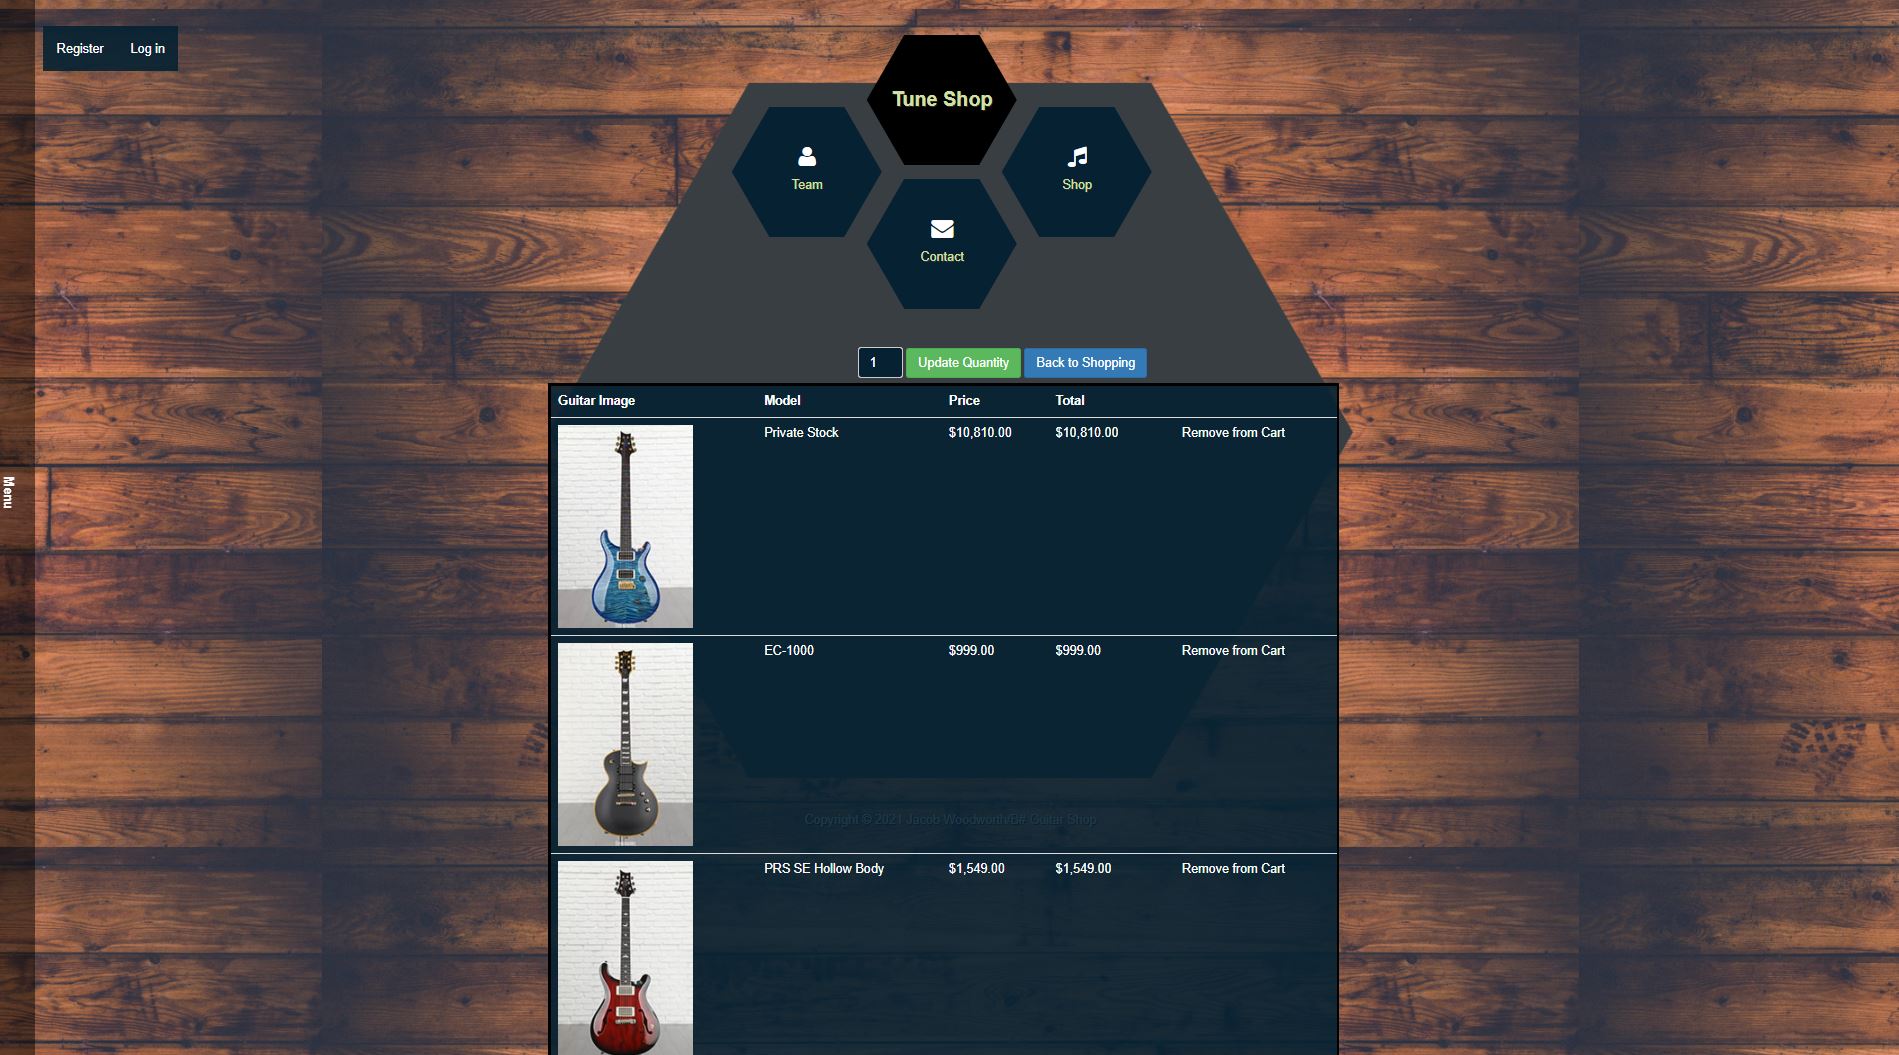 Register Log in
Tune Shop
Team
Shop
Contact
1 Update Quantity Back to Shopping
Guitar Image Model Price Total
Private Stock $10,810.00 $10,810.00 Remove from Cart
Menu
EC-1000 $999.00 $999.00 Remove from Cart
Copyright © 2021 Jacob Woodworth/B# Guitar Shop
PRS SE Hollow Body $1,549.00 $1,549.00 Remove from Cart